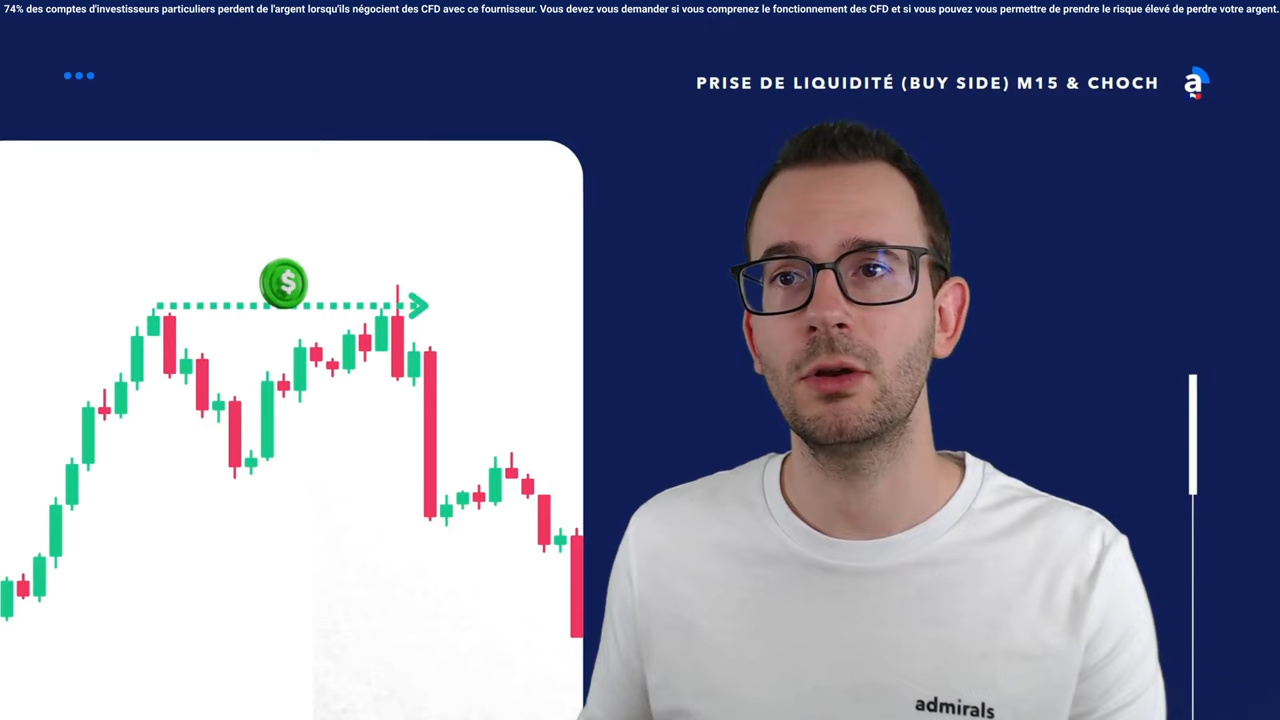 74% des comptes d'investisseurs particuliers perdent de l'argent lorsqu'ils négocient des CFD avec ce fournisseur. Vous devez vous demander si vous comprenez le fonctionnement des CFD et si vous pouvez vous permettre de prendre le risque élevé de perdre votre argent.
PRISE DE LIQUIDITÉ (BUY SIDE) M15 & CHOCH
a
$
admirals